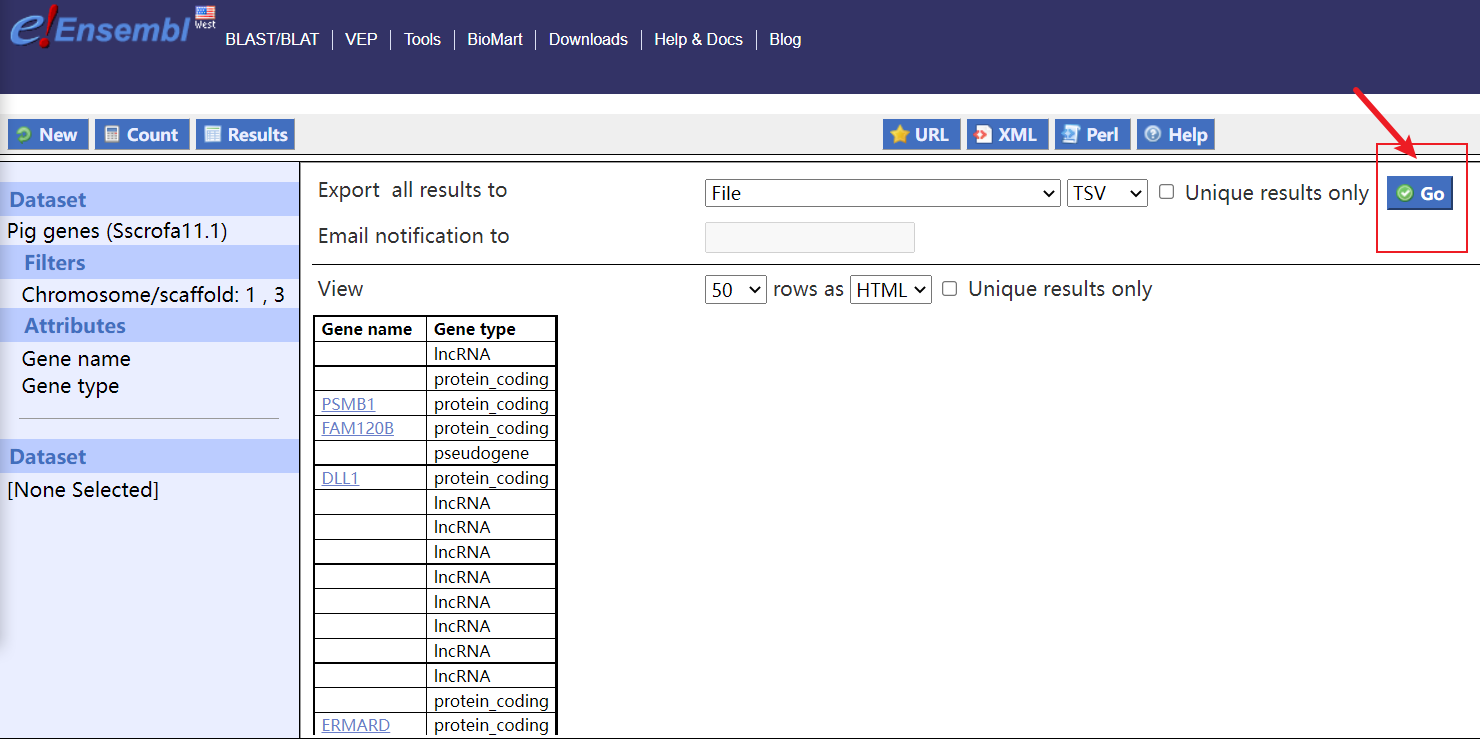 e!Ensembl West
BLAST/BLAT VEP Tools BioMart Downloads Help & Docs Blog
New Count Results URL XML Perl Help
Dataset
Pig genes (Sscrofa11.1)
Filters
Chromosome/scaffold: 1 , 3
Attributes
Gene name
Gene type
Dataset
[None Selected]
Export all results to File TSV Unique results only Go
Email notification to
View 50 rows as HTML Unique results only
Gene name Gene type
lncRNA
protein_coding
PSMB1 protein_coding
FAM120B protein_coding
pseudogene
DLL1 protein_coding
lncRNA
lncRNA
lncRNA
lncRNA
lncRNA
lncRNA
lncRNA
lncRNA
protein_coding
ERMARD protein_coding